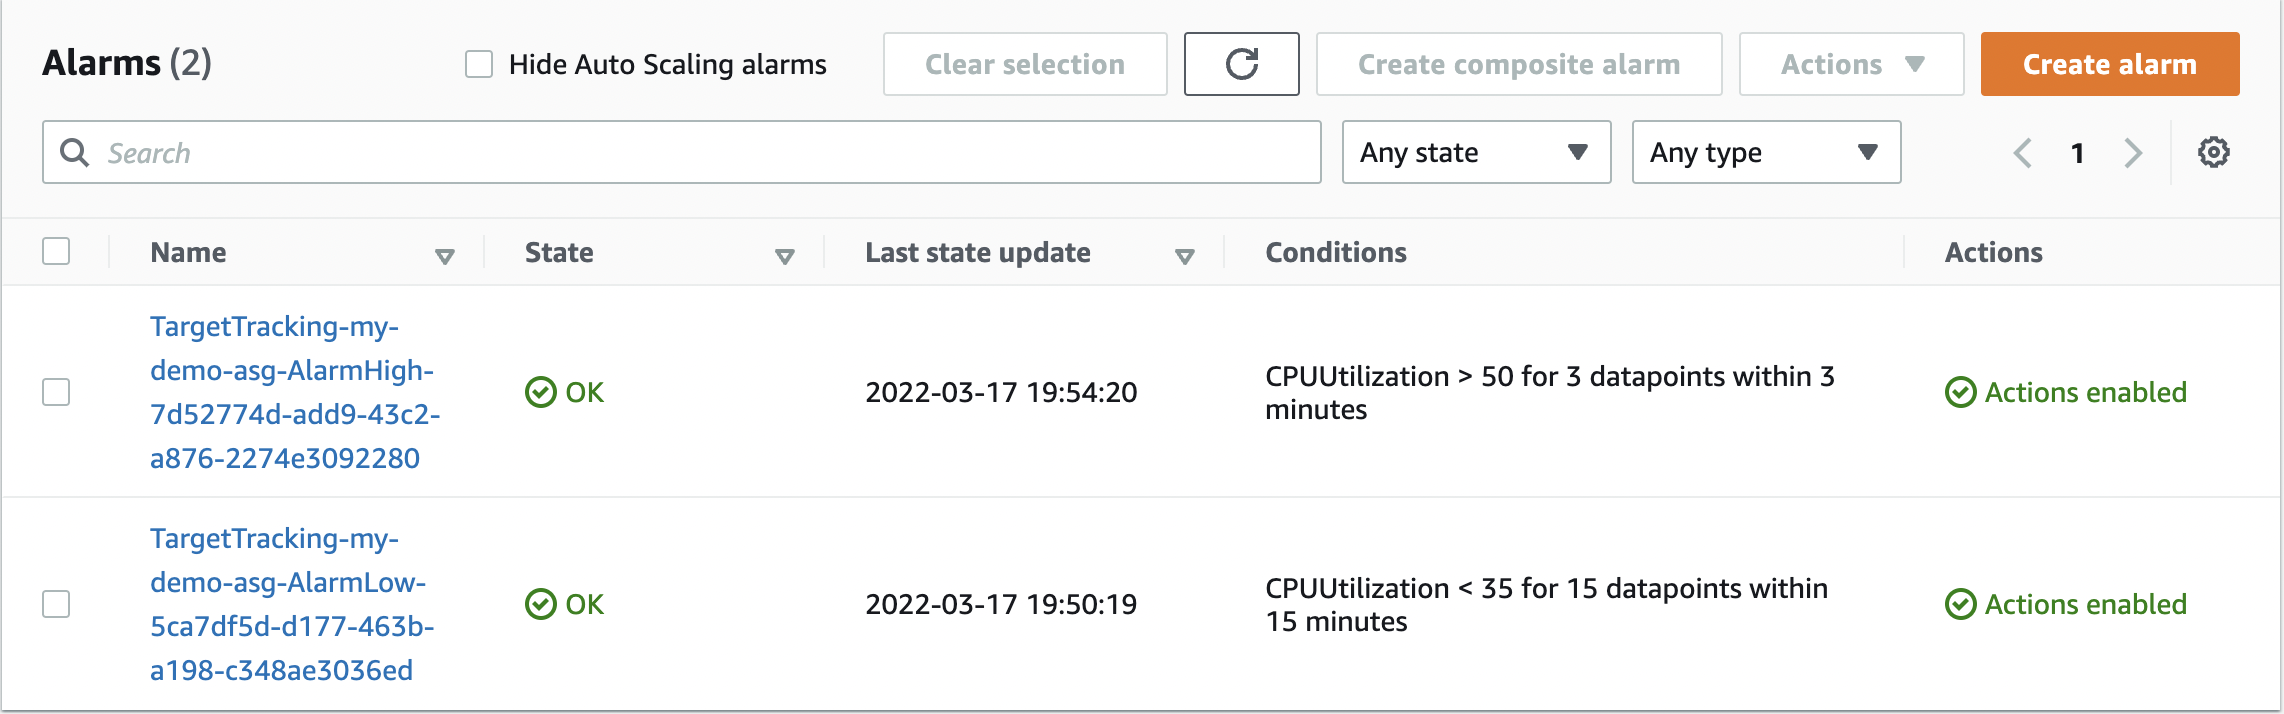 Alarms (2)
Hide Auto Scaling alarms
Clear selection
Create composite alarm
Actions
Create alarm
Search
Any state
Any type
1
Name
State
Last state update
Conditions
Actions
TargetTracking-my-
demo-asg-AlarmHigh-
7d52774d-add9-43c2-
a876-2274e3092280
OK
2022-03-17 19:54:20
CPUUtilization > 50 for 3 datapoints within 3
minutes
Actions enabled
TargetTracking-my-
demo-asg-AlarmLow-
5ca7df5d-d177-463b-
a198-c348ae3036ed
OK
2022-03-17 19:50:19
CPUUtilization < 35 for 15 datapoints within
15 minutes
Actions enabled